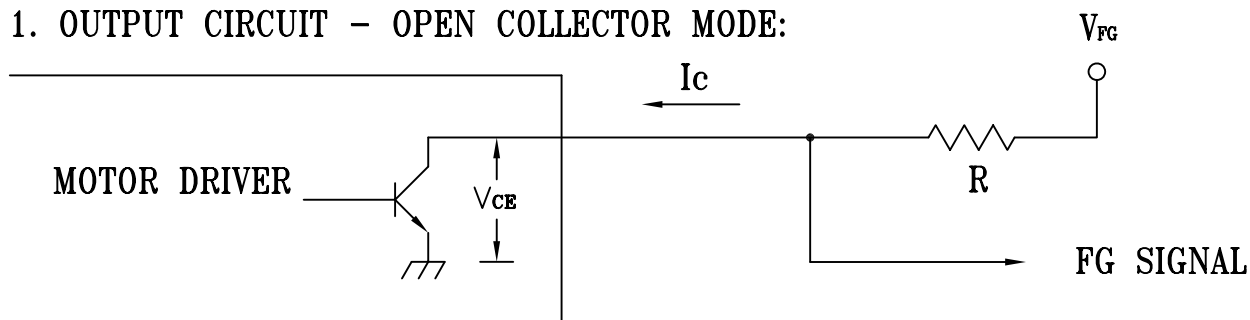 1. OUTPUT CIRCUIT - OPEN COLLECTOR MODE:
VFG
Ic
MOTOR DRIVER
VCE
R
FG SIGNAL